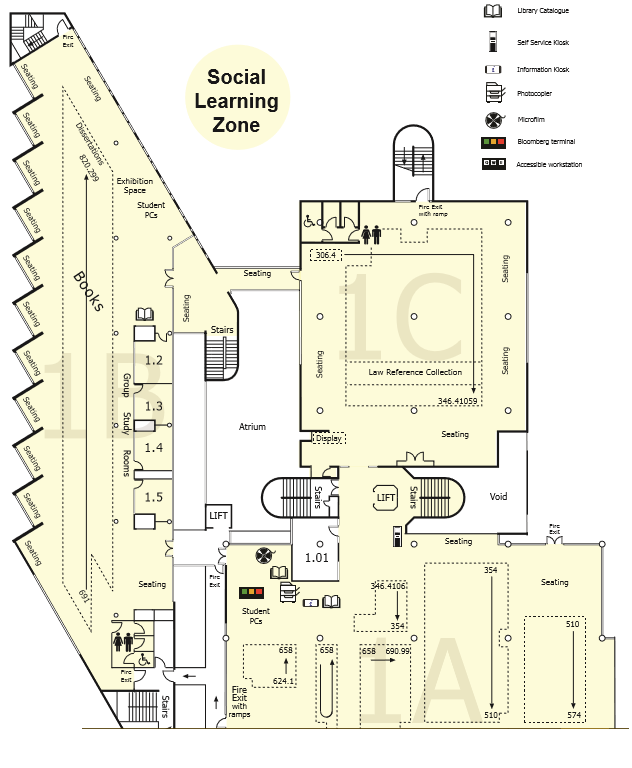 Library Catalogue
Self Service Kiosk
Information Kiosk
Photocopier
Microfilm
Bloomberg terminal
Accessible workstation
Social
Learning
Zone
Fire
Exit
Seating
Seating
Seating
Seating
Seating
Seating
Seating
Seating
Seating
Seating
Seating
Seating
Dissertations
820.299
Exhibition
Space
Student
PCs
Books
691
1B
Group Study Rooms
1.2
1.3
1.4
1.5
Seating
Seating
Seating
Stairs
Atrium
LIFT
Fire
Exit
Fire
Exit
Stairs
Fire Exit
with ramp
306.4
1C
Seating
Seating
Seating
Law Reference Collection
346.41059
Display
Seating
Stairs
LIFT
Stairs
Void
1.01
Seating
Fire
Exit
Seating
Student
PCs
346.4106
354
354
510
510
574
658
624.1
658
658
690.99
1A
Fire
Exit
with
ramps